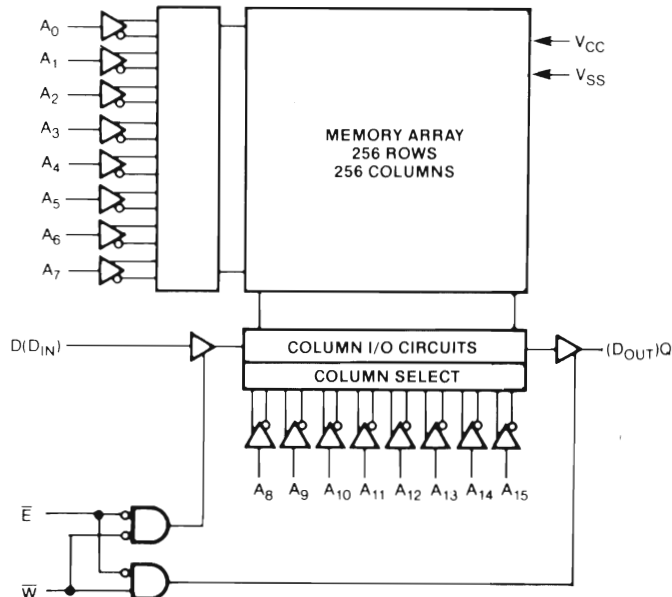 A0
A1
A2
A3
A4
A5
A6
A7
VCC
VSS
MEMORY ARRAY
256 ROWS
256 COLUMNS
D(DIN)
COLUMN I/O CIRCUITS
COLUMN SELECT
(DOUT)Q
A8 A9 A10 A11 A12 A13 A14 A15
E̅
W̅